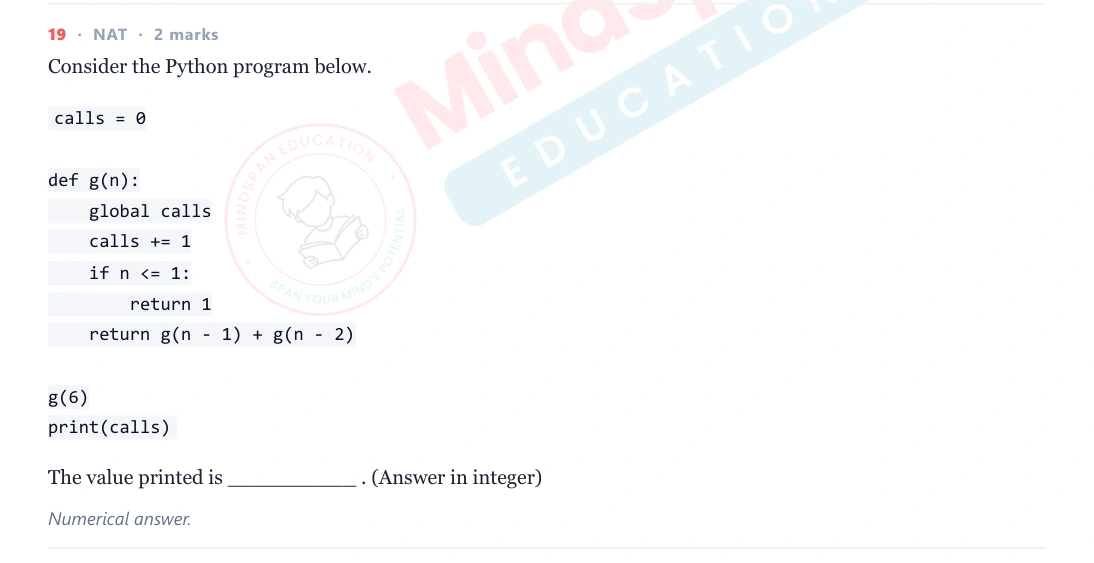 19 · NAT · 2 marks
Consider the Python program below.
calls = 0
def g(n):
    global calls
    calls += 1
    if n <= 1:
        return 1
    return g(n - 1) + g(n - 2)
g(6)
print(calls)
The value printed is ____________ . (Answer in integer)
Numerical answer.
MINDSPAN EDUCATION
SPAN YOUR MIND'S POTENTIAL
EDUCATION